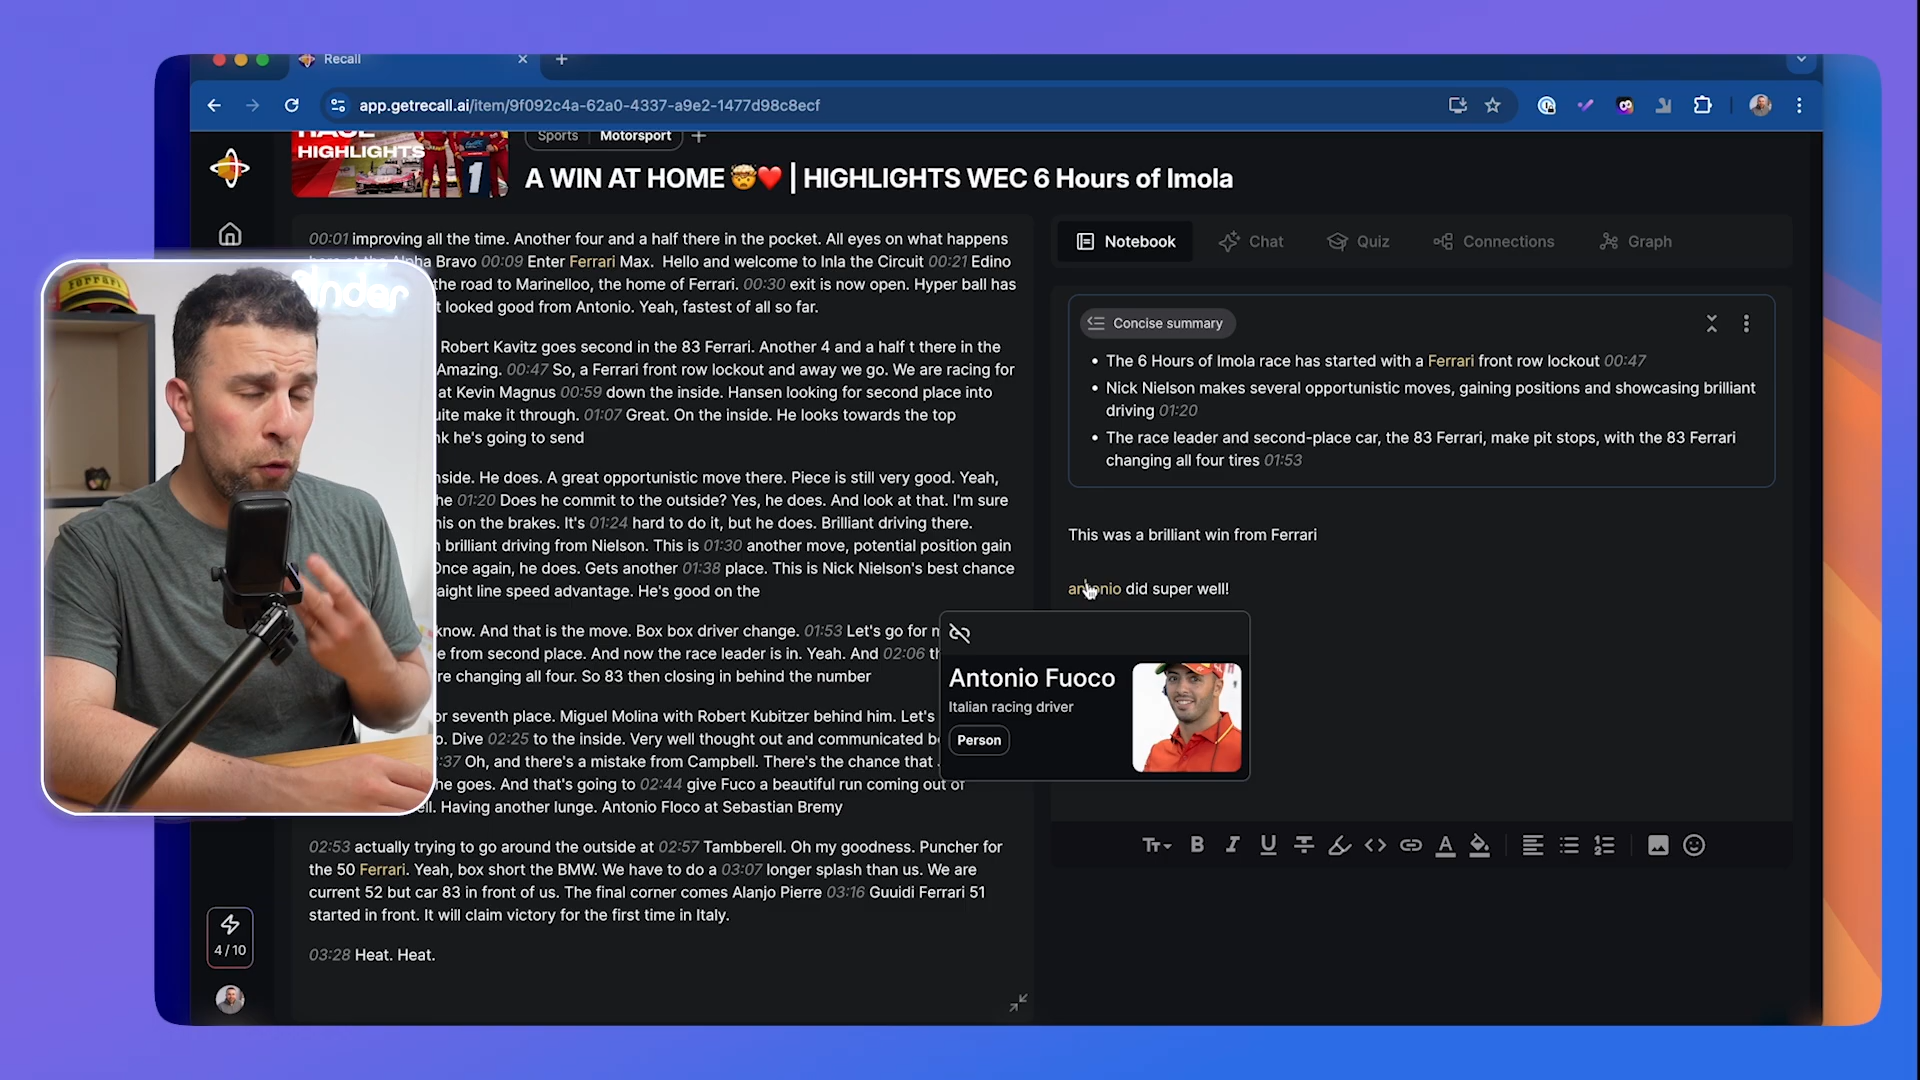 Recall
app.getrecall.ai/item/9f092c4a-62a0-4337-a9e2-1477d98c8ecf
RACE
HIGHLIGHTS
1
Sports
Motorsport
A WIN AT HOME 🤯❤️ | HIGHLIGHTS WEC 6 Hours of Imola
00:01 improving all the time. Another four and a half there in the pocket. All eyes on what happens
Bravo 00:09 Enter Ferrari Max. Hello and welcome to Inla the Circuit 00:21 Edino
the road to Marinelloo, the home of Ferrari. 00:30 exit is now open. Hyper ball has
looked good from Antonio. Yeah, fastest of all so far.
Robert Kavitz goes second in the 83 Ferrari. Another 4 and a half t there in the
Amazing. 00:47 So, a Ferrari front row lockout and away we go. We are racing for
at Kevin Magnus 00:59 down the inside. Hansen looking for second place into
make it through. 01:07 Great. On the inside. He looks towards the top
he's going to send
He does. A great opportunistic move there. Piece is still very good. Yeah,
01:20 Does he commit to the outside? Yes, he does. And look at that. I'm sure
on the brakes. It's 01:24 hard to do it, but he does. Brilliant driving there.
brilliant driving from Nielson. This is 01:30 another move, potential position gain
Once again, he does. Gets another 01:38 place. This is Nick Nielson's best chance
line speed advantage. He's good on the
know. And that is the move. Box box driver change. 01:53 Let's go for
from second place. And now the race leader is in. Yeah. And 02:06
changing all four. So 83 then closing in behind the number
seventh place. Miguel Molina with Robert Kubitzer behind him. Let's
Dive 02:25 to the inside. Very well thought out and communicated
:37 Oh, and there's a mistake from Campbell. There's the chance that
he goes. And that's going to 02:44 give Fuco a beautiful run coming out of
Having another lunge. Antonio Floco at Sebastian Bremy
02:53 actually trying to go around the outside at 02:57 Tambberell. Oh my goodness. Puncher for
the 50 Ferrari. Yeah, box short the BMW. We have to do a 03:07 longer splash than us. We are
current 52 but car 83 in front of us. The final corner comes Alanjo Pierre 03:16 Guuidi Ferrari 51
started in front. It will claim victory for the first time in Italy.
03:28 Heat. Heat.
Notebook
Chat
Quiz
Connections
Graph
Concise summary
• The 6 Hours of Imola race has started with a Ferrari front row lockout 00:47
• Nick Nielson makes several opportunistic moves, gaining positions and showcasing brilliant
driving 01:20
• The race leader and second-place car, the 83 Ferrari, make pit stops, with the 83 Ferrari
changing all four tires 01:53
This was a brilliant win from Ferrari
antonio did super well!
Antonio Fuoco
Italian racing driver
Person
4 / 10
Ferrari